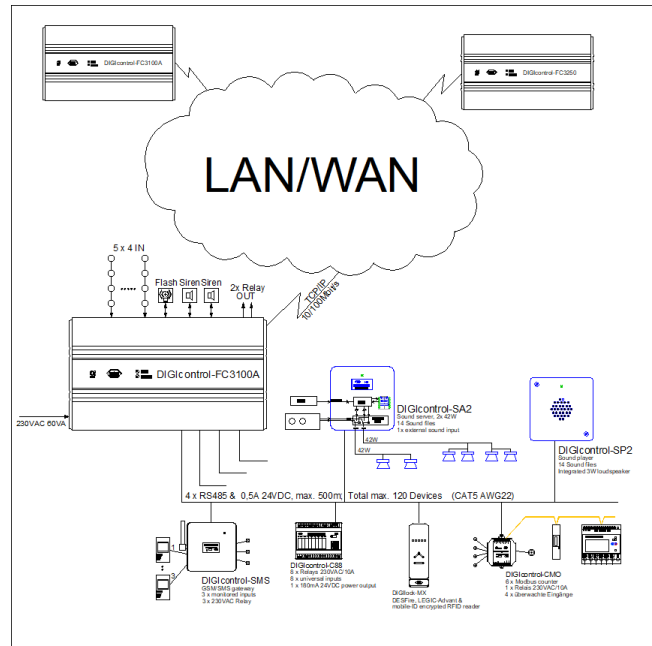 DIGIcontrol-FC3100A
DIGIcontrol-FC3250
LAN/WAN
5 x 4 IN
Flash Siren Siren
2x Relay
OUT
TCP/IP
10/100Mbit/s
DIGIcontrol-FC3100A
230VAC 60VA
DIGIcontrol-SA2
Sound server, 2x 42W
14 Sound files
1x external sound input
42W
42W
DIGIcontrol-SP2
Sound player
14 Sound files
Integrated 3W loudspeaker
4 x RS485 & 0,5A 24VDC, max. 500m; Total max. 120 Devices (CAT5 AWG22)
1
3
DIGIcontrol-SMS
GSM/SMS gateway
3 x monitored inputs
3 x 230VAC Relay
DIGIcontrol-C88
8 x Relays 230VAC/10A
8 x universal inputs
1 x 180mA 24VDC power output
DIGIlock-MX
DESFire, LEGIC-Advant &
mobile-ID encrypted RFID reader
DIGIcontrol-CMO
6 x Modbus counter
1 x Relais 230VAC/10A
4 x überwachte Eingänge